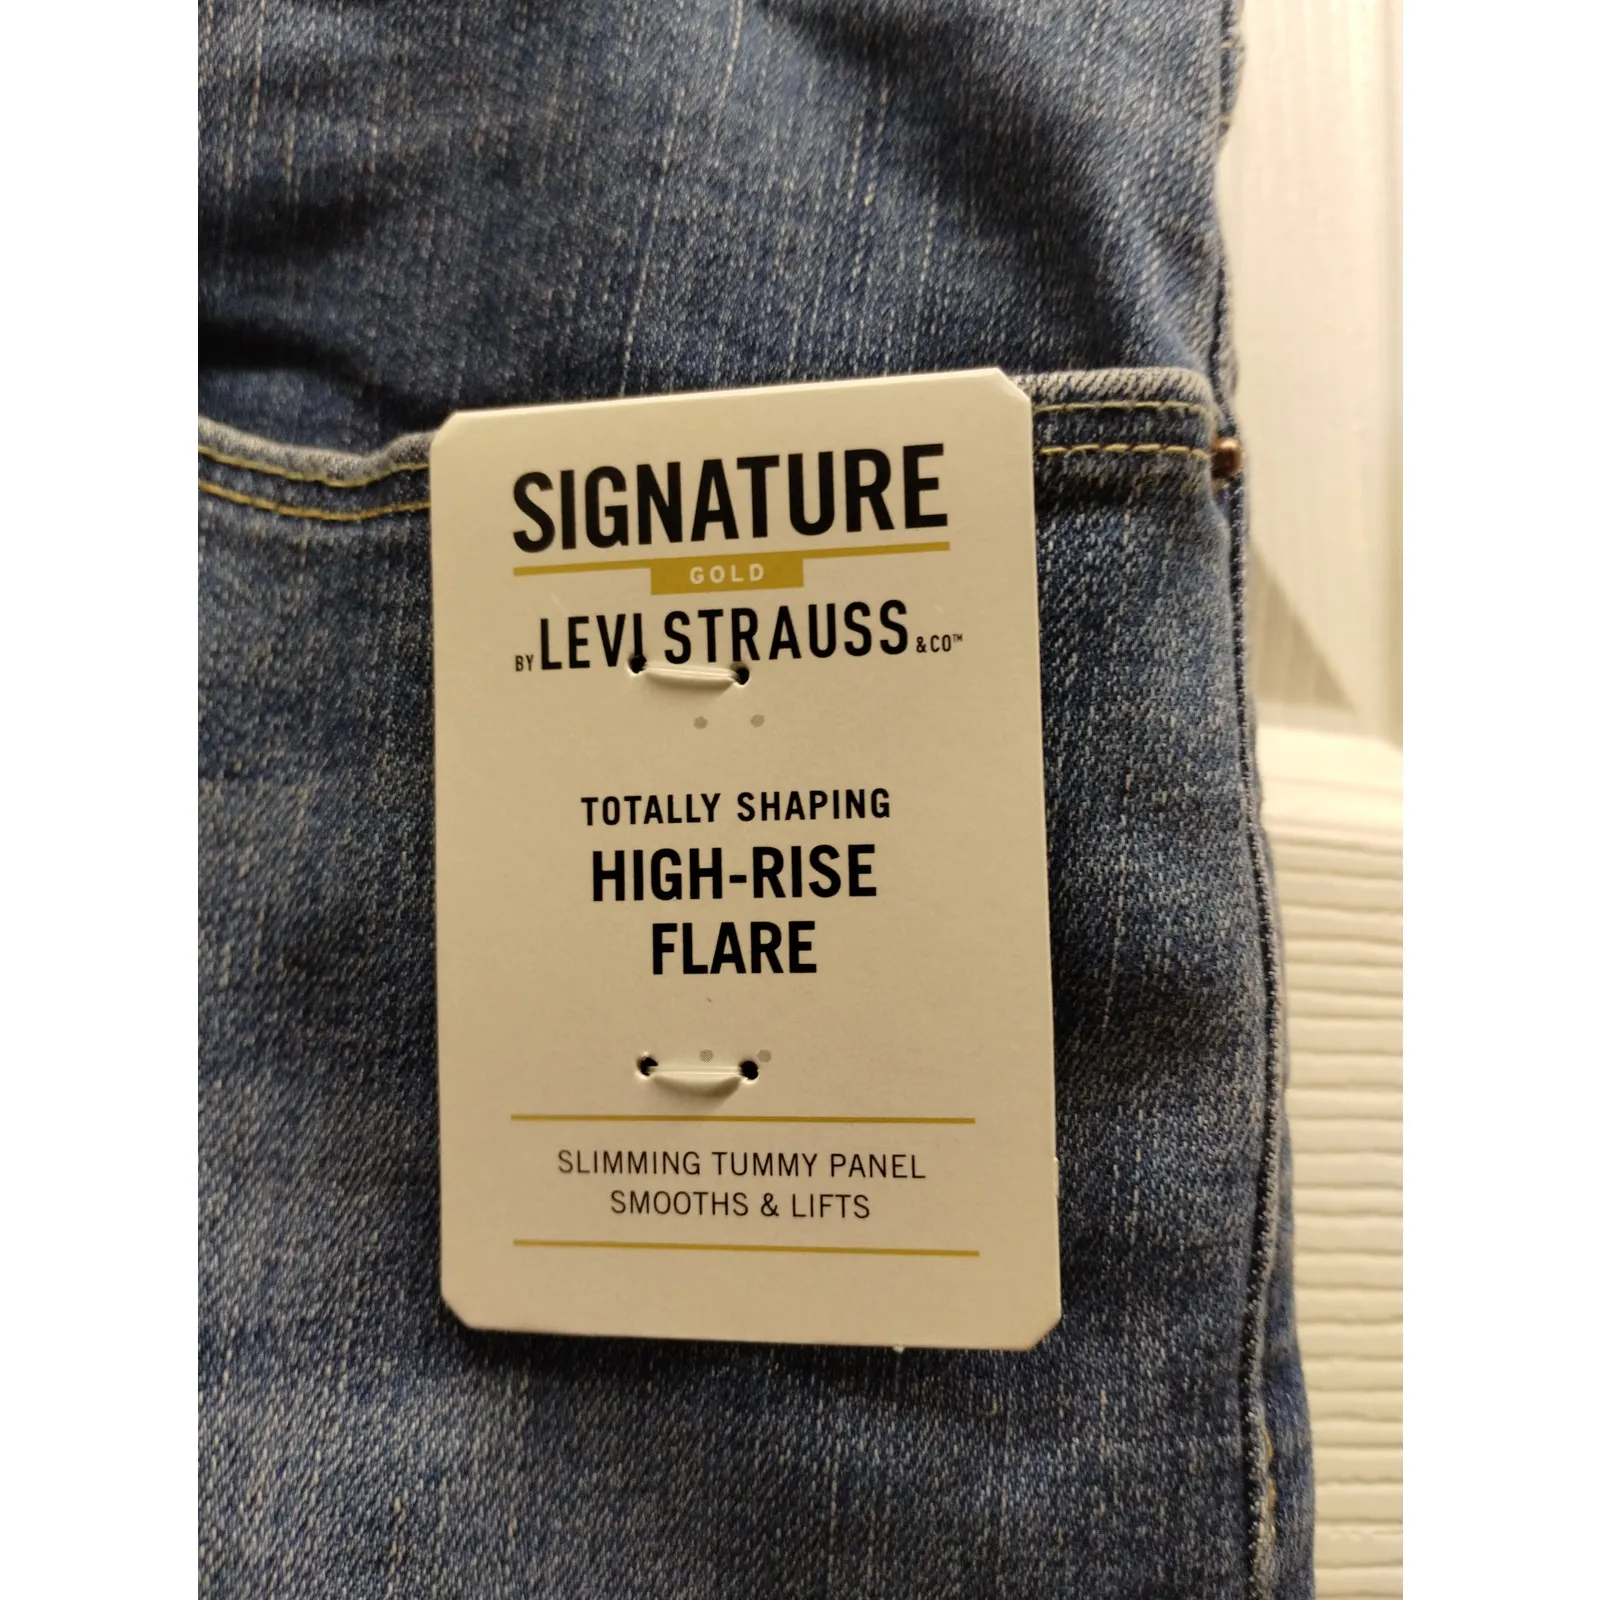 SIGNATURE
GOLD
BY LEVI STRAUSS & CO™
TOTALLY SHAPING
HIGH-RISE
FLARE
SLIMMING TUMMY PANEL
SMOOTHS & LIFTS